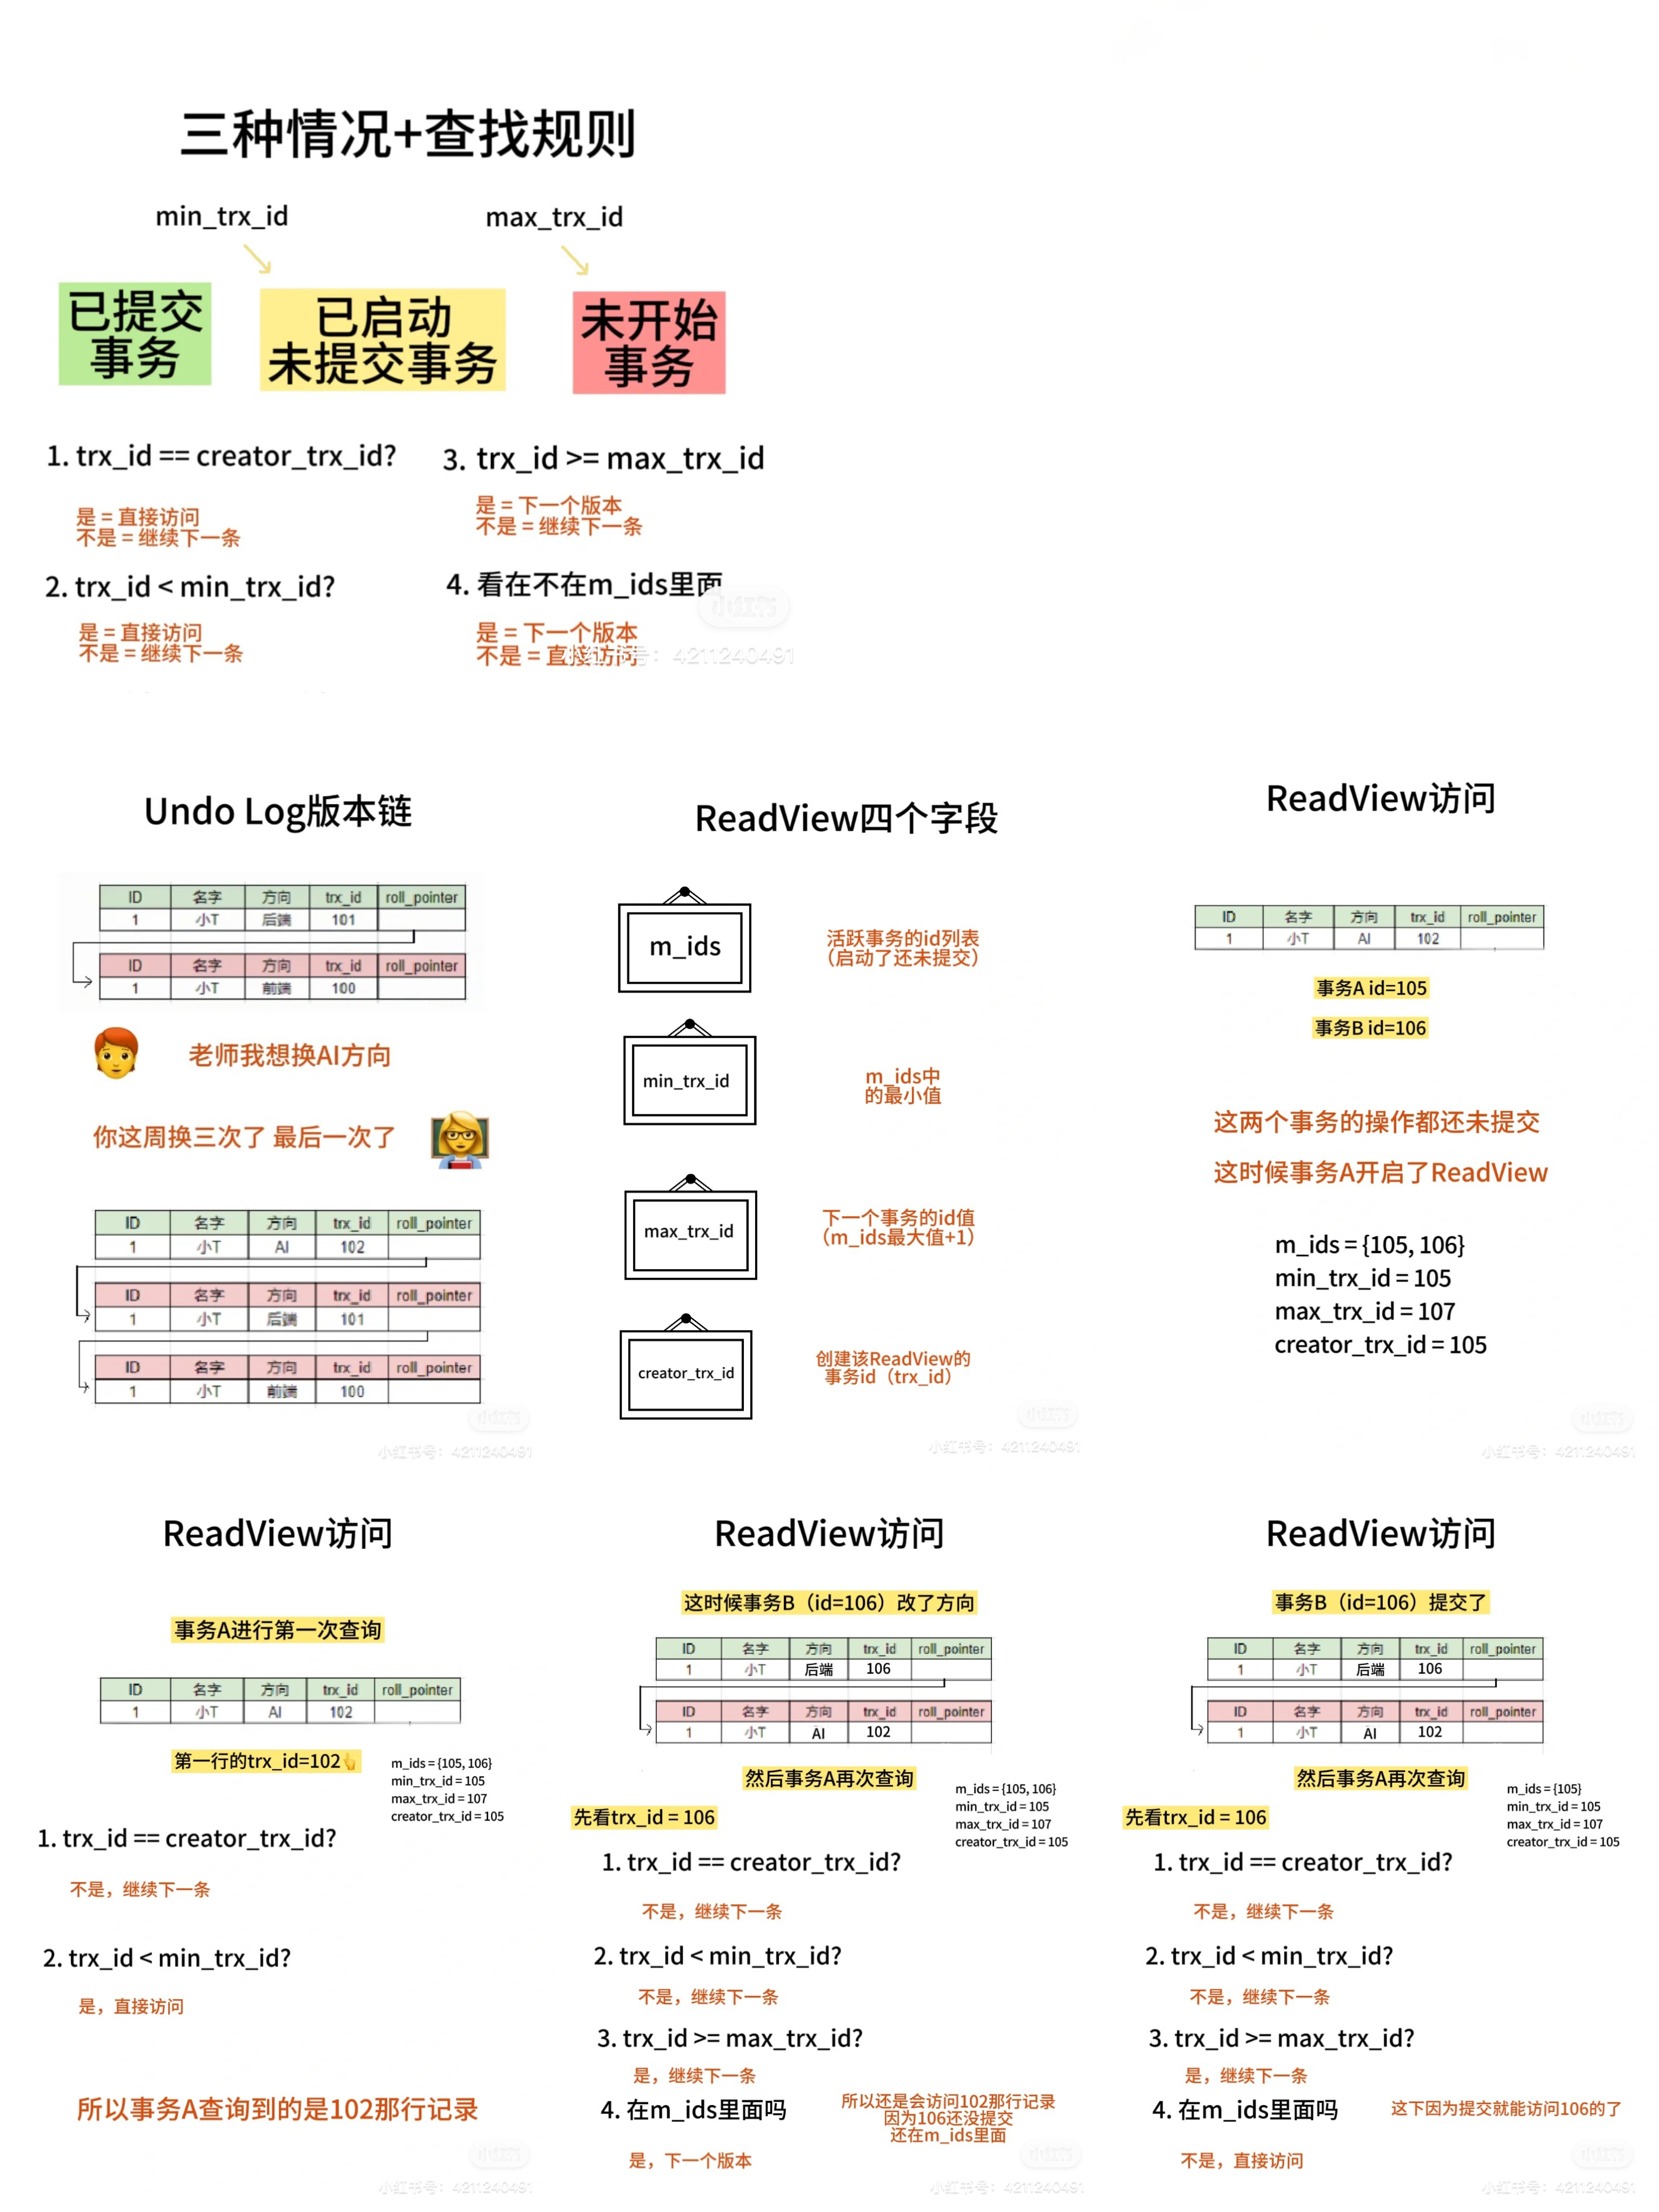 三种情况+查找规则
min_trx_id
max_trx_id
已提交
事务
已启动
未提交事务
未开始
事务
1. trx_id == creator_trx_id?
是 = 直接访问
不是 = 继续下一条
2. trx_id < min_trx_id?
是 = 直接访问
不是 = 继续下一条
3. trx_id >= max_trx_id
是 = 下一个版本
不是 = 继续下一条
4. 看在不在m_ids里面
是 = 下一个版本
不是 = 直接访问
小红书
小红书号：4211240491
Undo Log版本链
ID 名字 方向 trx_id roll_pointer
1 小T 后端 101
ID 名字 方向 trx_id roll_pointer
1 小T 前端 100
老师我想换AI方向
你这周换三次了 最后一次了
ID 名字 方向 trx_id roll_pointer
1 小T AI 102
ID 名字 方向 trx_id roll_pointer
1 小T 后端 101
ID 名字 方向 trx_id roll_pointer
1 小T 前端 100
小红书
小红书号：4211240491
ReadView四个字段
m_ids
活跃事务的id列表
（启动了还未提交）
min_trx_id
m_ids中
的最小值
max_trx_id
下一个事务的id值
（m_ids最大值+1）
creator_trx_id
创建该ReadView的
事务id（trx_id）
小红书
小红书号：4211240491
ReadView访问
ID 名字 方向 trx_id roll_pointer
1 小T AI 102
事务A id=105
事务B id=106
这两个事务的操作都还未提交
这时候事务A开启了ReadView
m_ids = {105, 106}
min_trx_id = 105
max_trx_id = 107
creator_trx_id = 105
小红书
小红书号：4211240491
ReadView访问
事务A进行第一次查询
ID 名字 方向 trx_id roll_pointer
1 小T AI 102
第一行的trx_id=102👆
m_ids = {105, 106}
min_trx_id = 105
max_trx_id = 107
creator_trx_id = 105
1. trx_id == creator_trx_id?
不是，继续下一条
2. trx_id < min_trx_id?
是，直接访问
所以事务A查询到的是102那行记录
小红书
小红书号：4211240491
ReadView访问
这时候事务B（id=106）改了方向
ID 名字 方向 trx_id roll_pointer
1 小T 后端 106
ID 名字 方向 trx_id roll_pointer
1 小T AI 102
然后事务A再次查询
m_ids = {105, 106}
min_trx_id = 105
max_trx_id = 107
creator_trx_id = 105
先看trx_id = 106
1. trx_id == creator_trx_id?
不是，继续下一条
2. trx_id < min_trx_id?
不是，继续下一条
3. trx_id >= max_trx_id?
是，继续下一条
4. 在m_ids里面吗
是，下一个版本
所以还是会访问102那行记录
因为106还没提交
还在m_ids里面
小红书
小红书号：4211240491
ReadView访问
事务B（id=106）提交了
ID 名字 方向 trx_id roll_pointer
1 小T 后端 106
ID 名字 方向 trx_id roll_pointer
1 小T AI 102
然后事务A再次查询
m_ids = {105}
min_trx_id = 105
max_trx_id = 107
creator_trx_id = 105
先看trx_id = 106
1. trx_id == creator_trx_id?
不是，继续下一条
2. trx_id < min_trx_id?
不是，继续下一条
3. trx_id >= max_trx_id?
是，继续下一条
4. 在m_ids里面吗
不是，直接访问
这下因为提交就能访问106的了
小红书
小红书号：4211240491